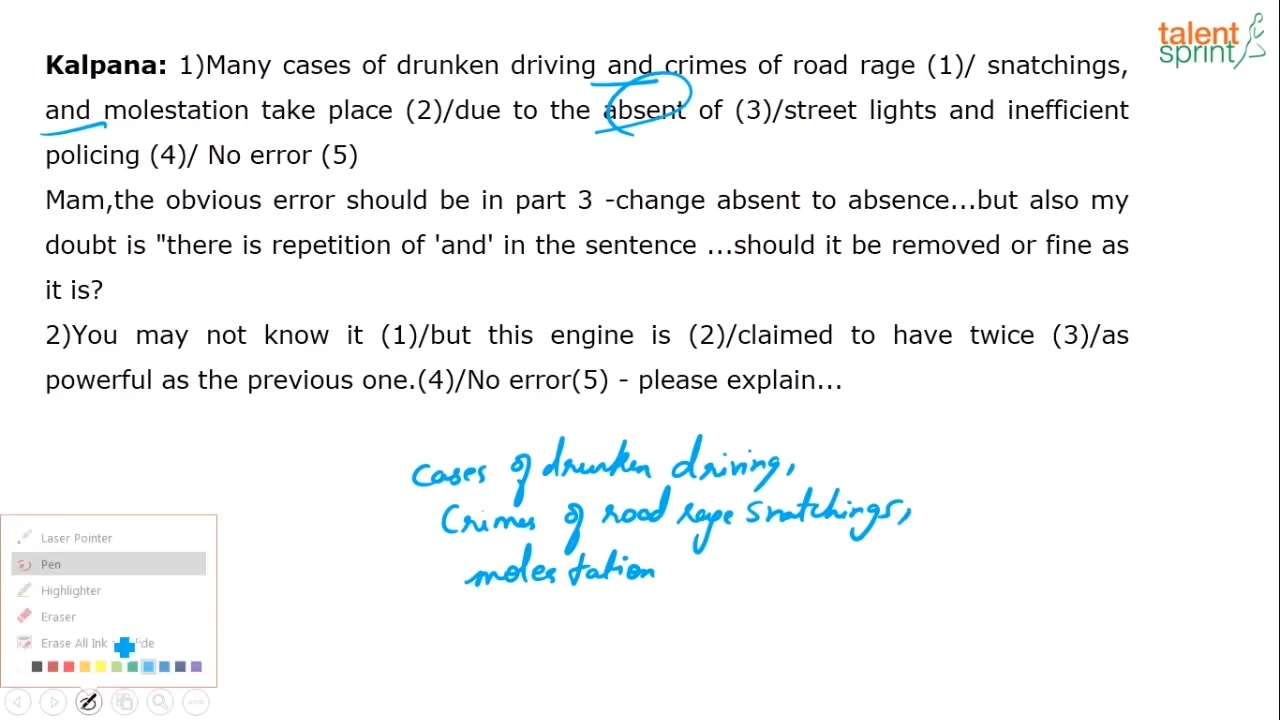 talent
sprint
Kalpana: 1)Many cases of drunken driving and crimes of road rage (1)/ snatchings,
and molestation take place (2)/due to the absent of (3)/street lights and inefficient
policing (4)/ No error (5)
Mam,the obvious error should be in part 3 -change absent to absence...but also my
doubt is "there is repetition of 'and' in the sentence ...should it be removed or fine as
it is?
2)You may not know it (1)/but this engine is (2)/claimed to have twice (3)/as
powerful as the previous one.(4)/No error(5) - please explain...
cases of drunken driving,
Crimes of road rage snatchings,
molestation
Laser Pointer
Pen
Highlighter
Eraser
Erase All Ink